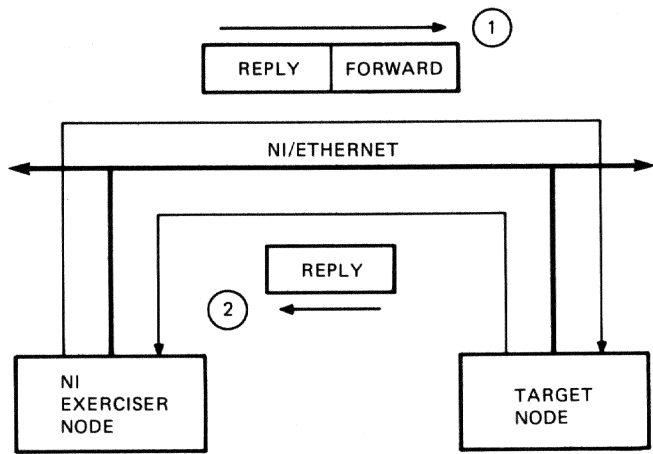 1
REPLY FORWARD
NI/ETHERNET
REPLY
2
NI
EXERCISER
NODE
TARGET
NODE